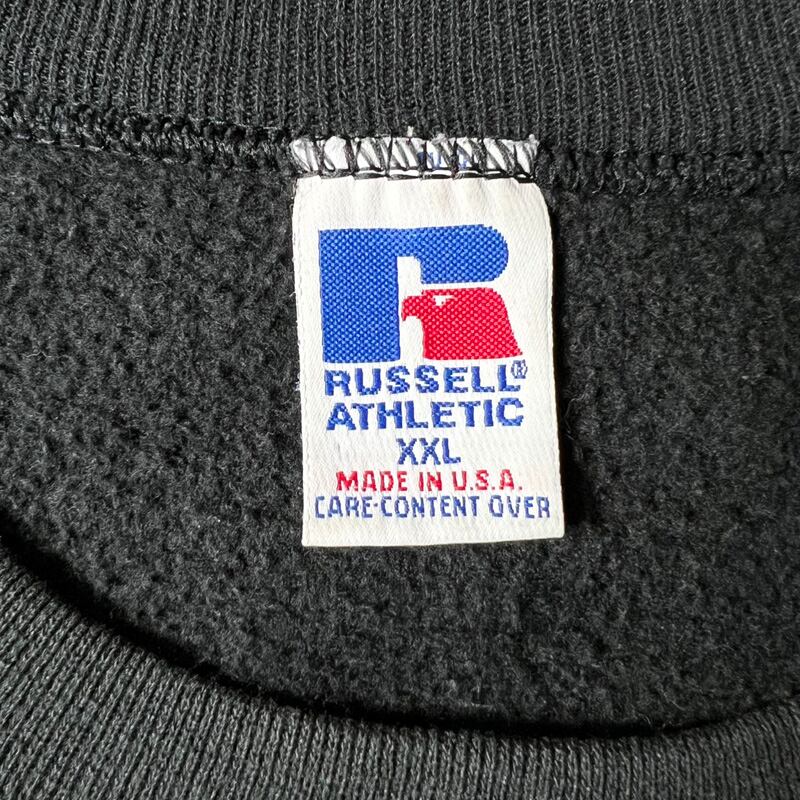 RUSSELL®
ATHLETIC
XXL
MADE IN U.S.A.
CARE-CONTENT OVER